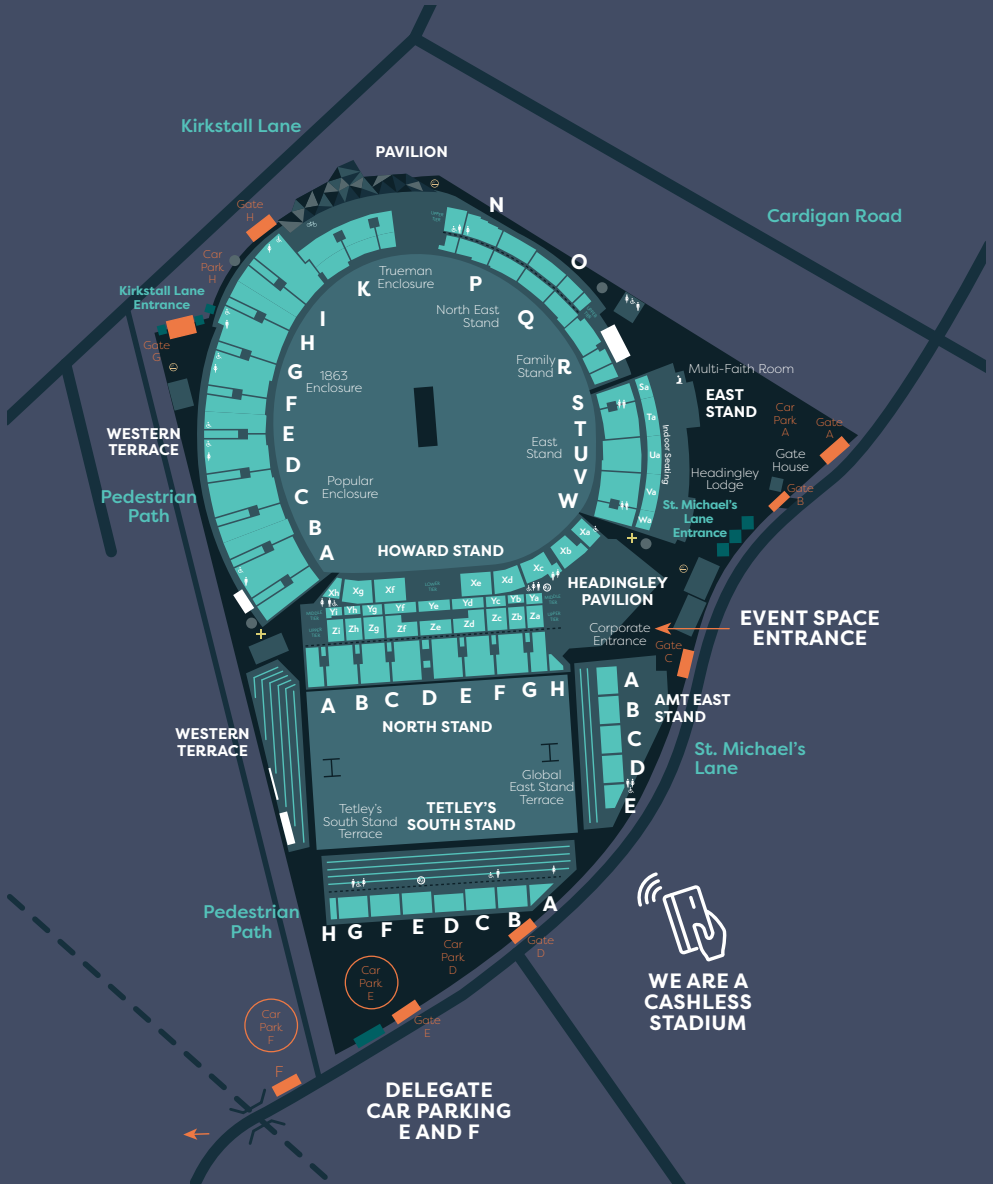 Kirkstall Lane
PAVILION
Gate
H
N
Cardigan Road
Car
Park
H
O
Trueman
Enclosure
K
P
Kirkstall Lane
Entrance
North East
Stand
Q
I
H
Gate
G
Family
Stand
R
G
1863
Enclosure
Multi-Faith Room
F
S
Sa
EAST
STAND
Car
Park
A
Gate
A
WESTERN
TERRACE
E
T
Ta
East
Stand
U
Ua
Indoor Seating
Gate
House
D
V
Headingley
Lodge
Gate
B
Pedestrian
Path
Popular
Enclosure
C
W
Va
St. Michael's
Lane
Entrance
Wa
B
Xa
A
HOWARD STAND
Xb
Xc
Xh
Xg
Xf
Xe
Xd
HEADINGLEY
PAVILION
Yi
Yh
Yg
Yf
Ye
Yd
Yc
Yb
Ya
Zi
Zh
Zg
Zf
Ze
Zd
Zc
Zb
Za
Corporate
Entrance
EVENT SPACE
ENTRANCE
Gate
C
A
B
C
D
E
F
G
H
NORTH STAND
A
B
C
D
E
AMT EAST
STAND
WESTERN
TERRACE
St. Michael's
Lane
Global
East Stand
Terrace
Tetley's
South Stand
Terrace
TETLEY'S
SOUTH STAND
Pedestrian
Path
H
G
F
E
D
C
B
A
Car
Park
D
Gate
D
Car
Park
E
WE ARE A
CASHLESS
STADIUM
Car
Park
F
Gate
E
F
DELEGATE
CAR PARKING
E AND F